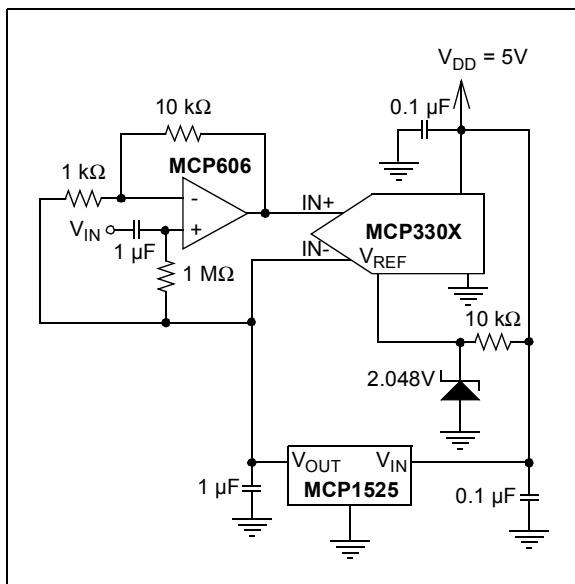 V_DD = 5V
0.1 µF
10 kΩ
MCP606
1 kΩ
-
V_IN
+
1 µF
1 MΩ
IN+
IN-
MCP330X
V_REF
10 kΩ
2.048V
V_OUT
V_IN
MCP1525
1 µF
0.1 µF